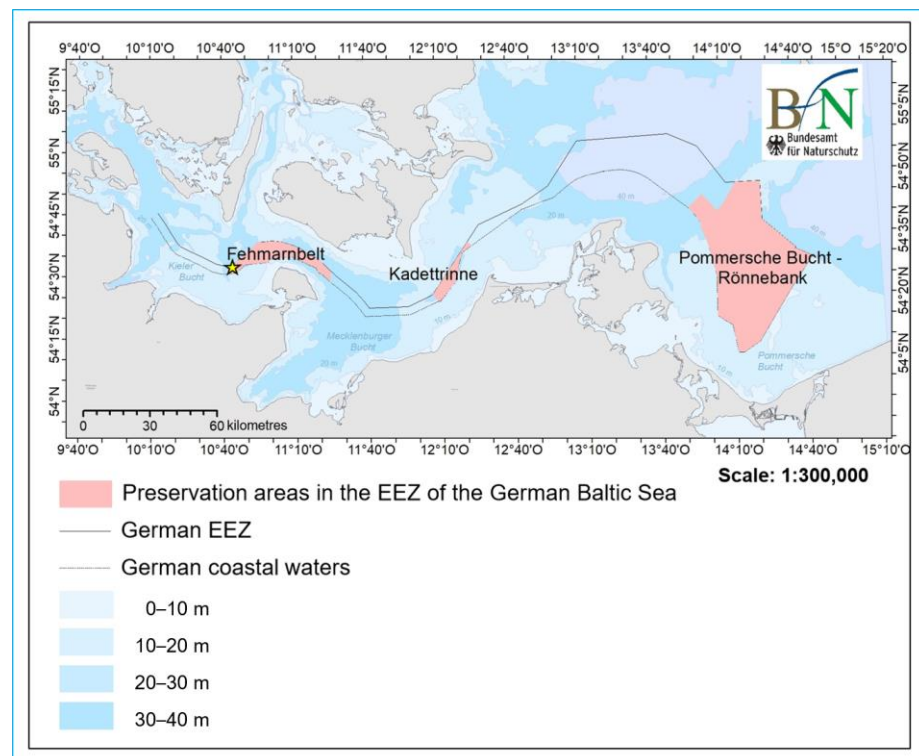 9°40'O 10°10'O 10°40'O 11°10'O 11°40'O 12°10'O 12°40'O 13°10'O 13°40'O 14°10'O 14°40'O 15°O 15°20'O
55°15'N
55°N
54°45'N
54°30'N
54°15'N
54°N
55°5'N
54°50'N
54°35'N
54°20'N
54°5'N
BfN
Bundesamt
für Naturschutz
Fehmarnbelt
Kadettrinne
Pommersche Bucht -
Rönnebank
Kieler
Bucht
Mecklenburger
Bucht
Pommersche
Bucht
40 m
20 m
40 m
10 m
20 m
10 m
0 30 60 kilometres
9°40'O 10°10'O 10°40'O 11°10'O 11°40'O 12°10'O 12°40'O 13°10'O 13°40'O 14°10'O 14°40'O 15°10'O
Scale: 1:300,000
Preservation areas in the EEZ of the German Baltic Sea
German EEZ
German coastal waters
0–10 m
10–20 m
20–30 m
30–40 m